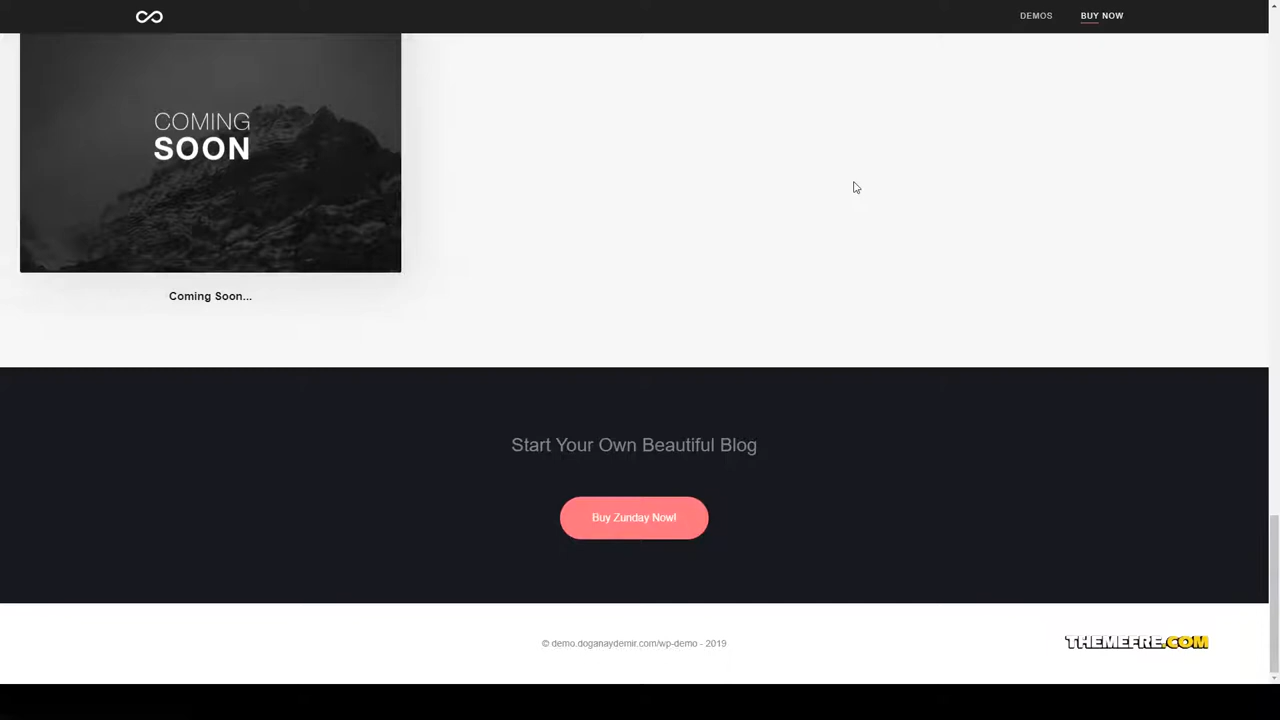 DEMOS
BUY NOW
COMING
SOON
Coming Soon...
Start Your Own Beautiful Blog
Buy Zunday Now!
© demo.doganaydemir.com/wp-demo - 2019
THEMEFRE.COM